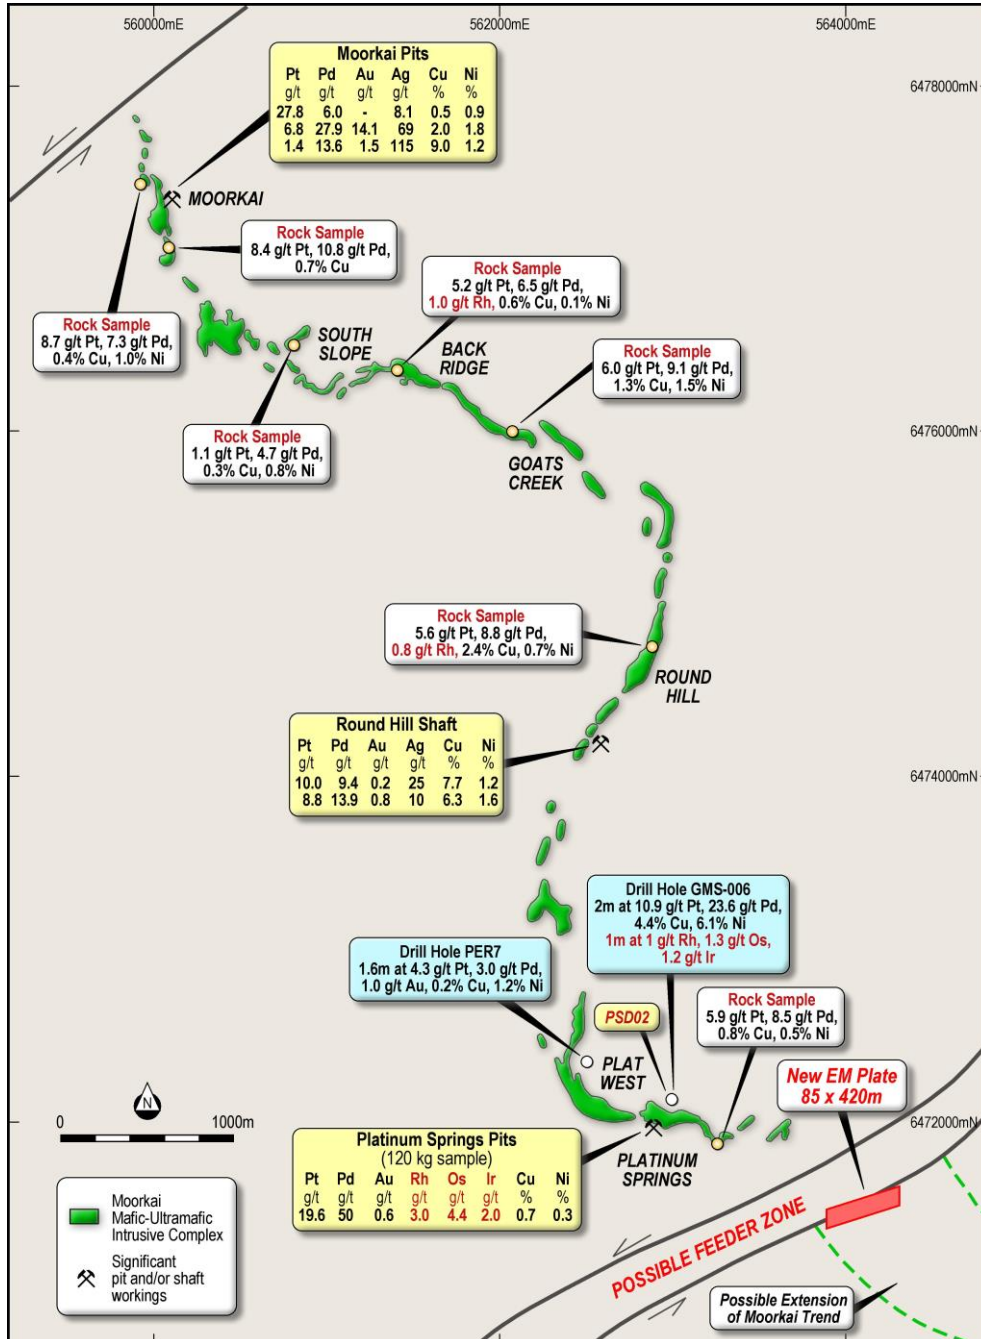 560000mE
562000mE
564000mE
6478000mN
Moorkai Pits
Pt Pd Au Ag Cu Ni
g/t g/t g/t g/t % %
27.8 6.0 - 8.1 0.5 0.9
6.8 27.9 14.1 69 2.0 1.8
1.4 13.6 1.5 115 9.0 1.2
MOORKAI
Rock Sample
8.4 g/t Pt, 10.8 g/t Pd,
0.7% Cu
Rock Sample
5.2 g/t Pt, 6.5 g/t Pd,
1.0 g/t Rh, 0.6% Cu, 0.1% Ni
Rock Sample
8.7 g/t Pt, 7.3 g/t Pd,
0.4% Cu, 1.0% Ni
SOUTH
SLOPE
BACK
RIDGE
Rock Sample
6.0 g/t Pt, 9.1 g/t Pd,
1.3% Cu, 1.5% Ni
Rock Sample
1.1 g/t Pt, 4.7 g/t Pd,
0.3% Cu, 0.8% Ni
6476000mN
GOATS
CREEK
Rock Sample
5.6 g/t Pt, 8.8 g/t Pd,
0.8 g/t Rh, 2.4% Cu, 0.7% Ni
ROUND
HILL
Round Hill Shaft
Pt Pd Au Ag Cu Ni
g/t g/t g/t g/t % %
10.0 9.4 0.2 25 7.7 1.2
8.8 13.9 0.8 10 6.3 1.6
6474000mN
Drill Hole GMS-006
2m at 10.9 g/t Pt, 23.6 g/t Pd,
4.4% Cu, 6.1% Ni
1m at 1 g/t Rh, 1.3 g/t Os,
1.2 g/t Ir
Drill Hole PER7
1.6m at 4.3 g/t Pt, 3.0 g/t Pd,
1.0 g/t Au, 0.2% Cu, 1.2% Ni
Rock Sample
5.9 g/t Pt, 8.5 g/t Pd,
0.8% Cu, 0.5% Ni
PSD02
PLAT
WEST
New EM Plate
85 x 420m
N
0 1000m
6472000mN
Platinum Springs Pits
(120 kg sample)
Pt Pd Au Rh Os Ir Cu Ni
g/t g/t g/t g/t g/t g/t % %
19.6 50 0.6 3.0 4.4 2.0 0.7 0.3
PLATINUM
SPRINGS
POSSIBLE FEEDER ZONE
Moorkai
Mafic-Ultramafic
Intrusive Complex
Significant
pit and/or shaft
workings
Possible Extension
of Moorkai Trend